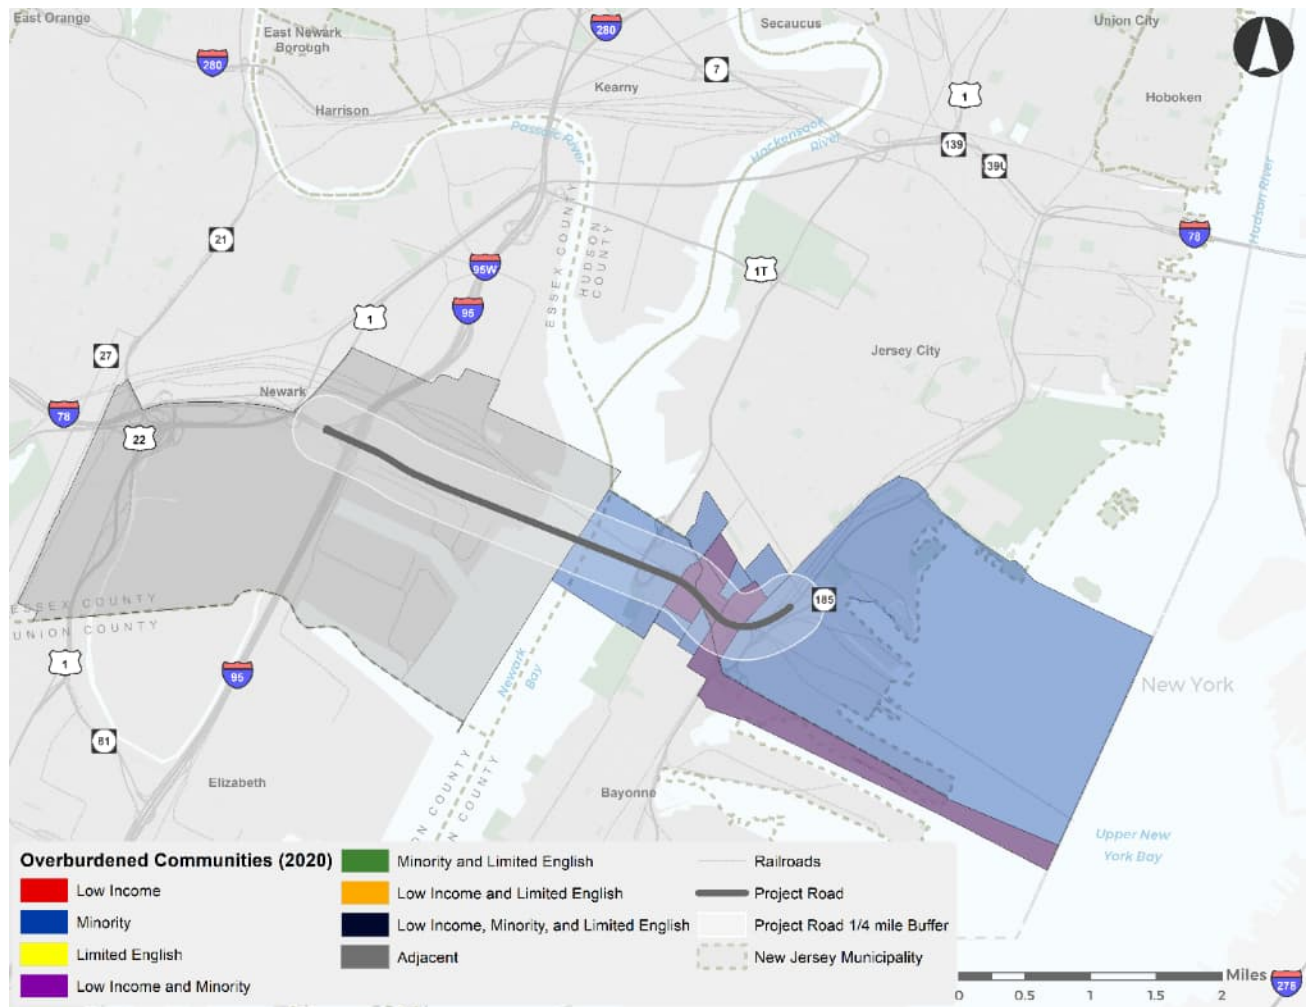 East Orange
East Newark
Borough
280
280
Secaucus
Union City
7
Kearny
1
Harrison
Hoboken
Passaic
River
Hackensack
River
139
Hudson River
21
78
ESSEX COUNTY
HUDSON
COUNTY
95W
1T
95
1
27
Jersey City
Newark
78
22
185
ESSEX COUNTY
UNION COUNTY
1
95
Newark
Bay
New York
81
Elizabeth
Bayonne
ON COUNTY
N COUNTY
Upper New
York Bay
Overburdened Communities (2020)
Low Income
Minority
Limited English
Low Income and Minority
Minority and Limited English
Low Income and Limited English
Low Income, Minority, and Limited English
Adjacent
Railroads
Project Road
Project Road 1/4 mile Buffer
New Jersey Municipality
Miles
0
0.5
1
1.5
2
278